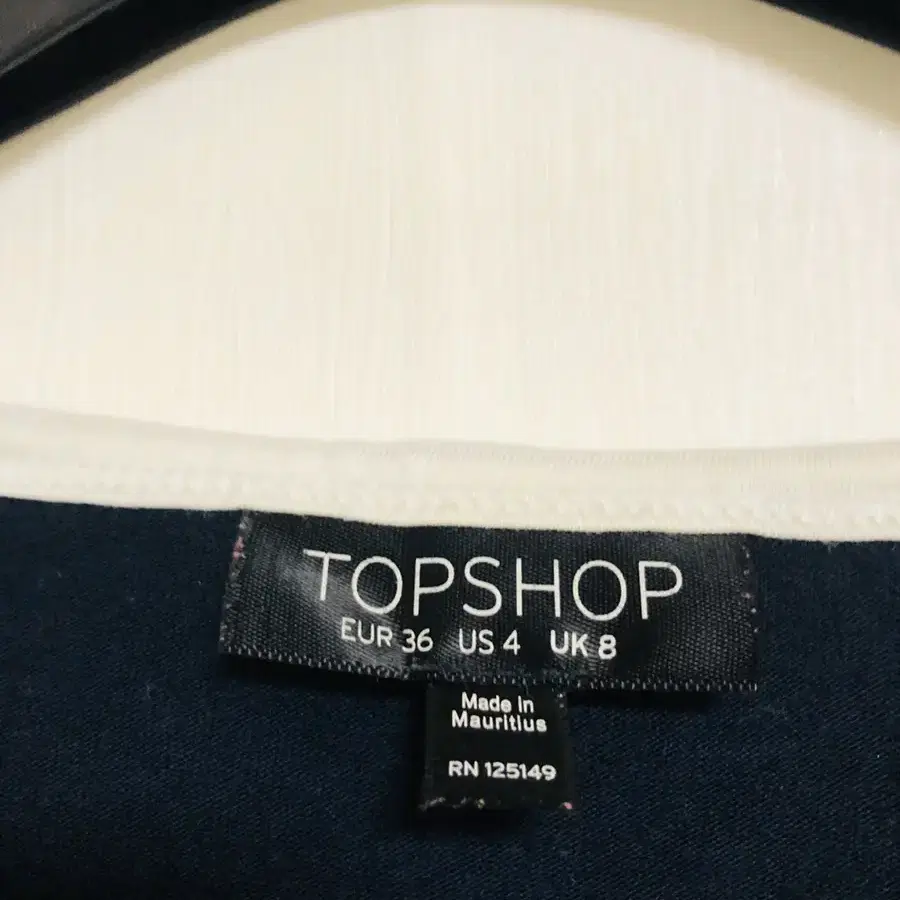 TOPSHOP
EUR 36 US 4 UK 8
Made in
Mauritius
RN 125149